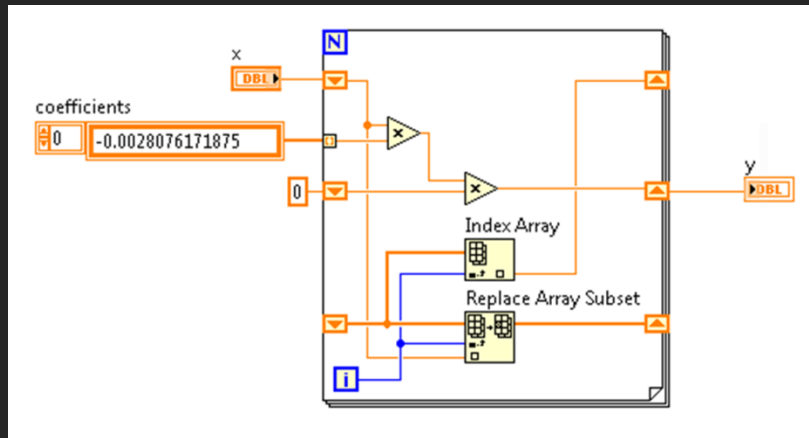 N
x
DBL
coefficients
0
-0.0028076171875
x
x
0
y
DBL
Index Array
Replace Array Subset
i